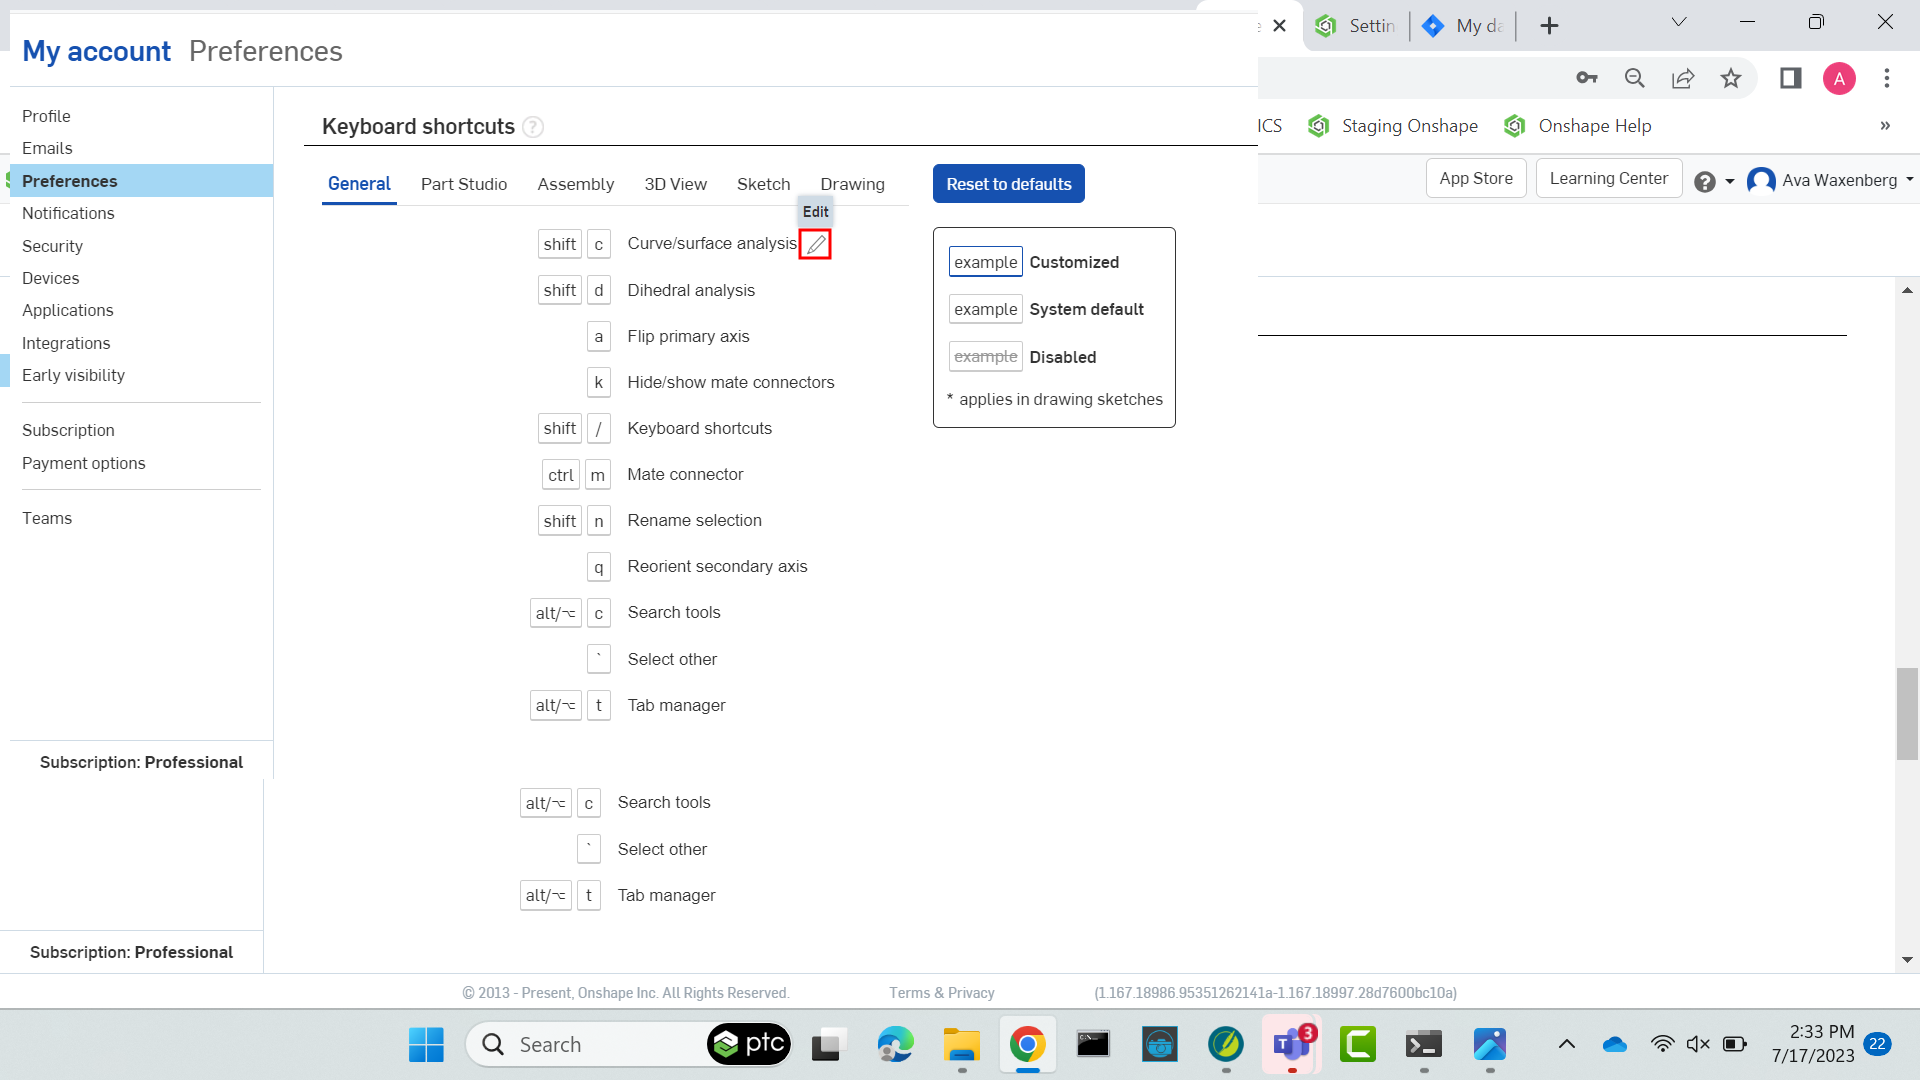 My account Preferences
Settin
My da
Profile
Emails
Preferences
Notifications
Security
Devices
Applications
Integrations
Early visibility
Subscription
Payment options
Teams
Subscription: Professional
Subscription: Professional
Keyboard shortcuts ?
General Part Studio Assembly 3D View Sketch Drawing
Edit
shift c Curve/surface analysis
shift d Dihedral analysis
a Flip primary axis
k Hide/show mate connectors
shift / Keyboard shortcuts
ctrl m Mate connector
shift n Rename selection
q Reorient secondary axis
alt/⌥ c Search tools
` Select other
alt/⌥ t Tab manager
alt/⌥ c Search tools
` Select other
alt/⌥ t Tab manager
Reset to defaults
example Customized
example System default
example Disabled
* applies in drawing sketches
A
ICS Staging Onshape Onshape Help »
App Store Learning Center ? Ava Waxenberg
© 2013 - Present, Onshape Inc. All Rights Reserved. Terms & Privacy (1.167.18986.95351262141a-1.167.18997.28d7600bc10a)
Search ptc
T 3
2:33 PM
7/17/2023 22